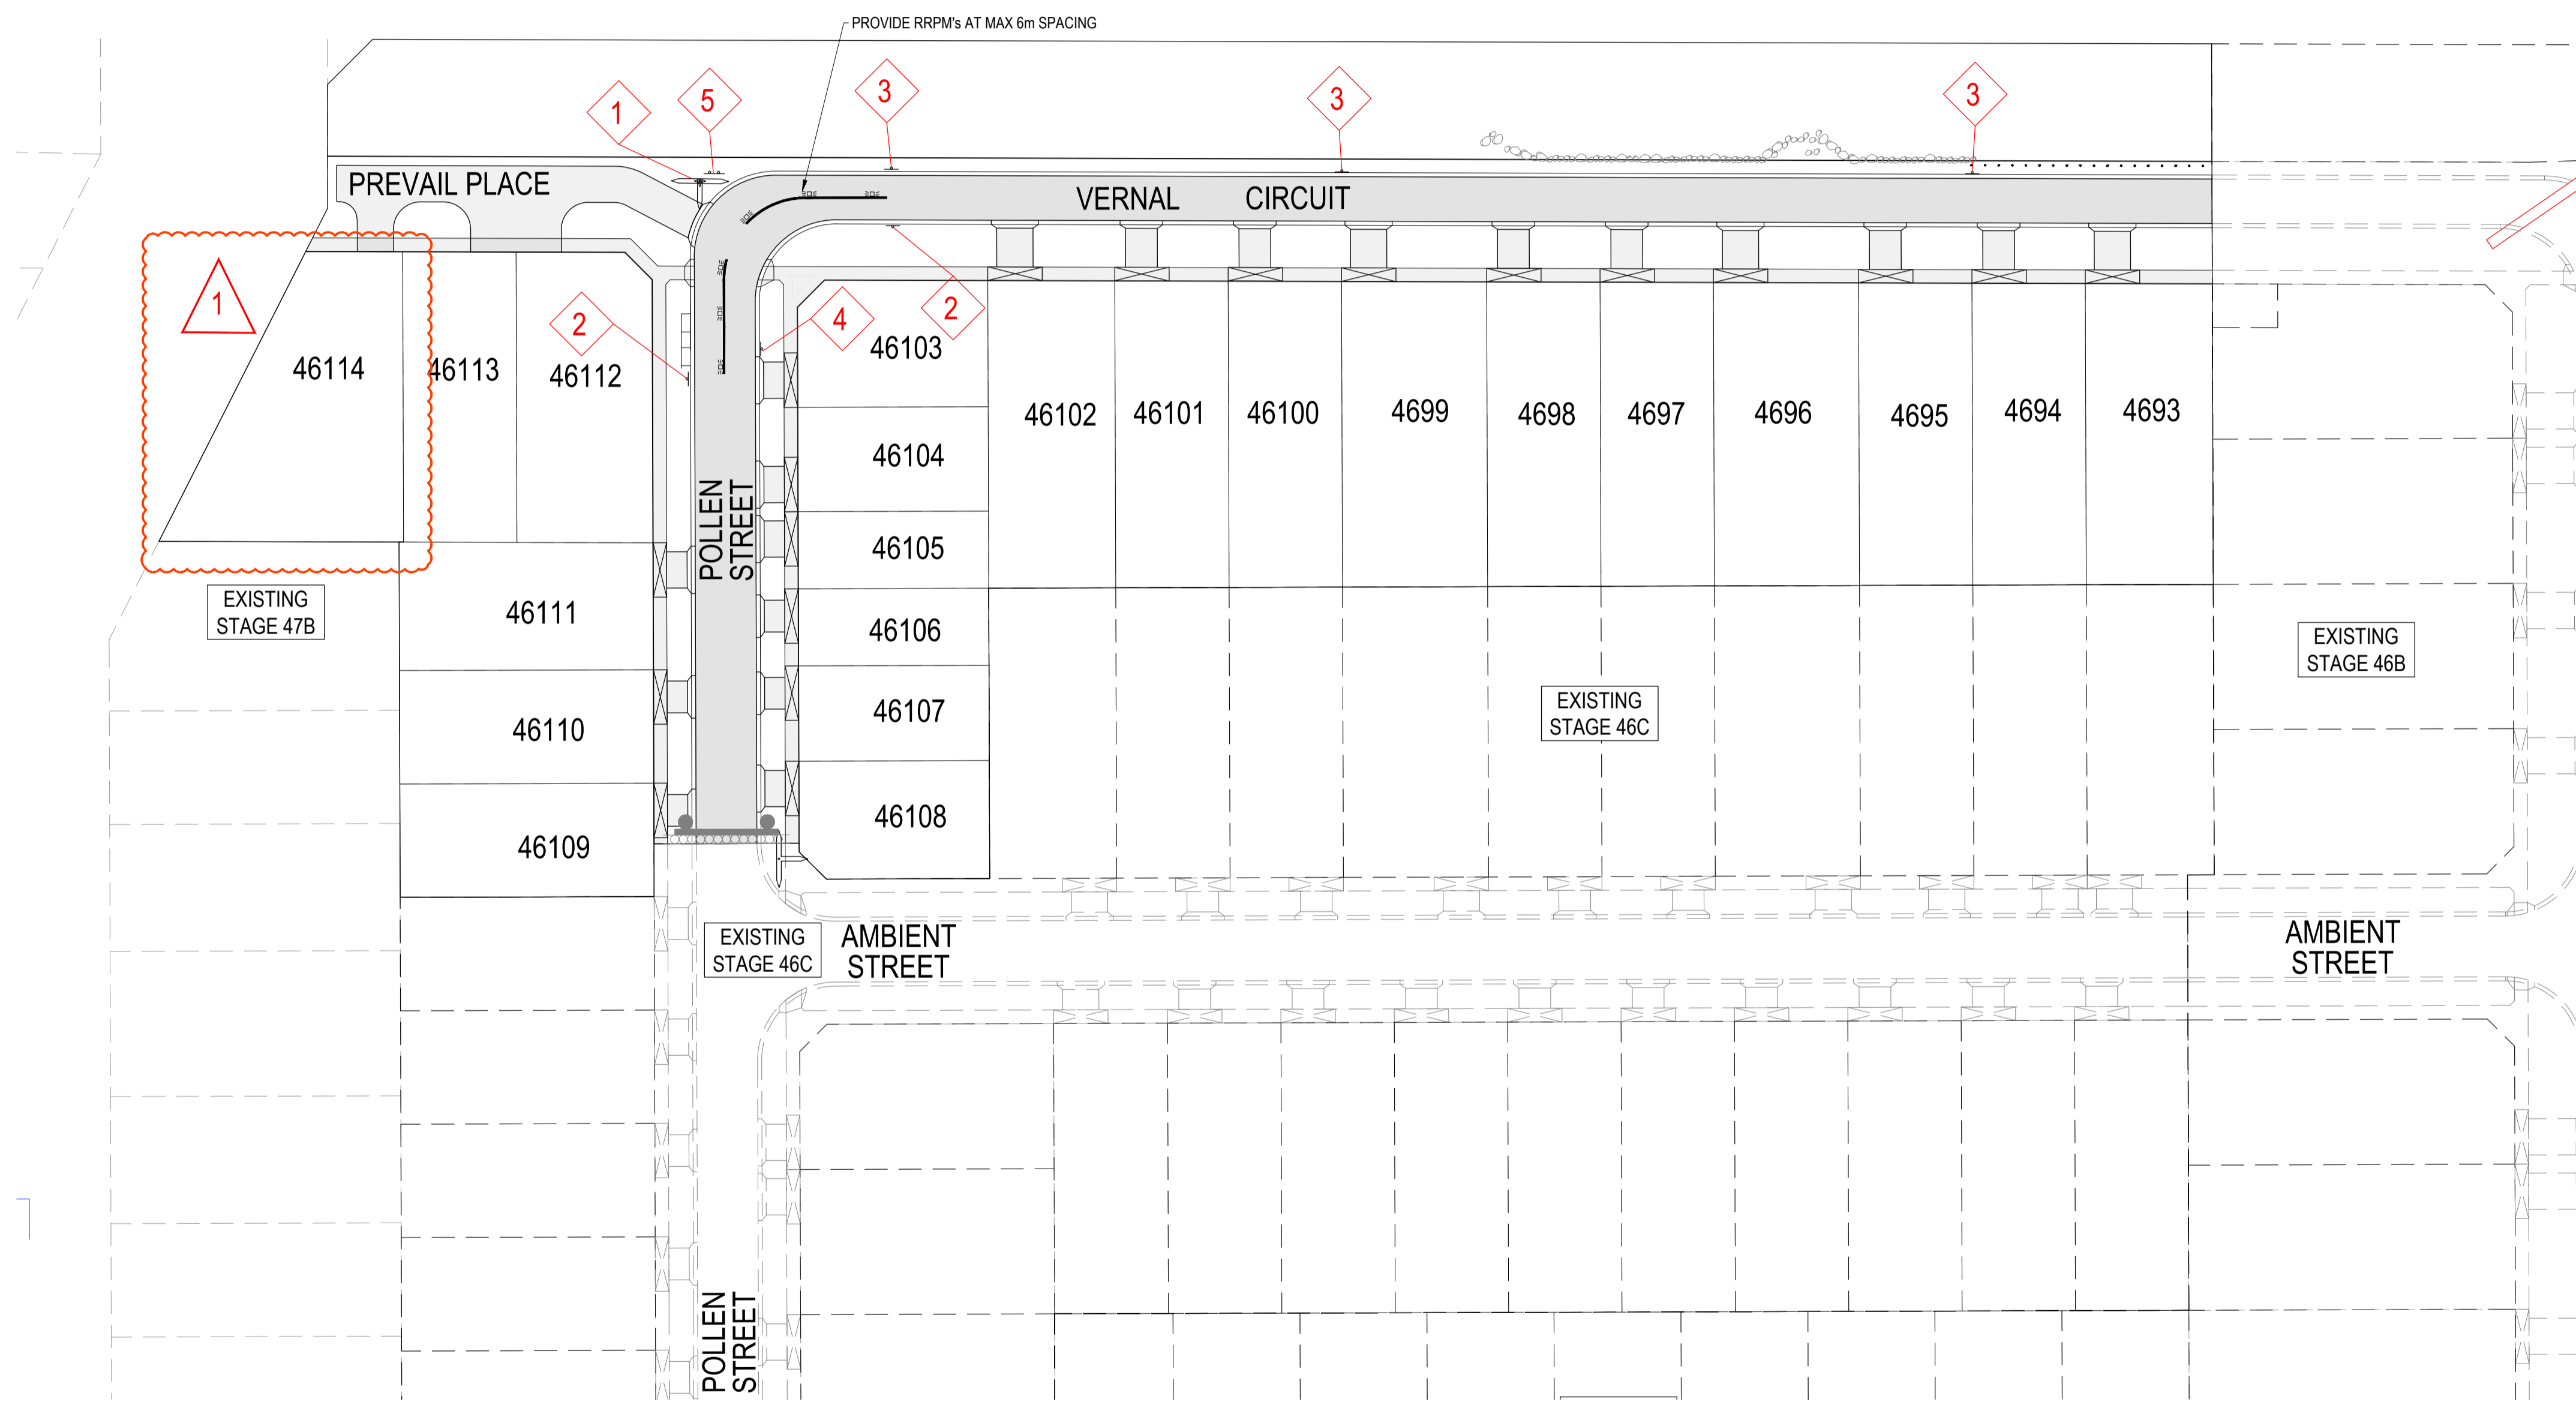 PROVIDE RRPM's AT MAX 6m SPACING
1
5
3
3
3
PREVAIL PLACE
VERNAL CIRCUIT
1
2
4
2
46114
46113
46112
46103
46102
46101
46100
4699
4698
4697
4696
4695
4694
4693
46104
POLLEN
STREET
46105
EXISTING
STAGE 47B
46111
46106
EXISTING
STAGE 46B
46110
46107
EXISTING
STAGE 46C
46109
46108
EXISTING
STAGE 46C
AMBIENT
STREET
AMBIENT
STREET
POLLEN
STREET